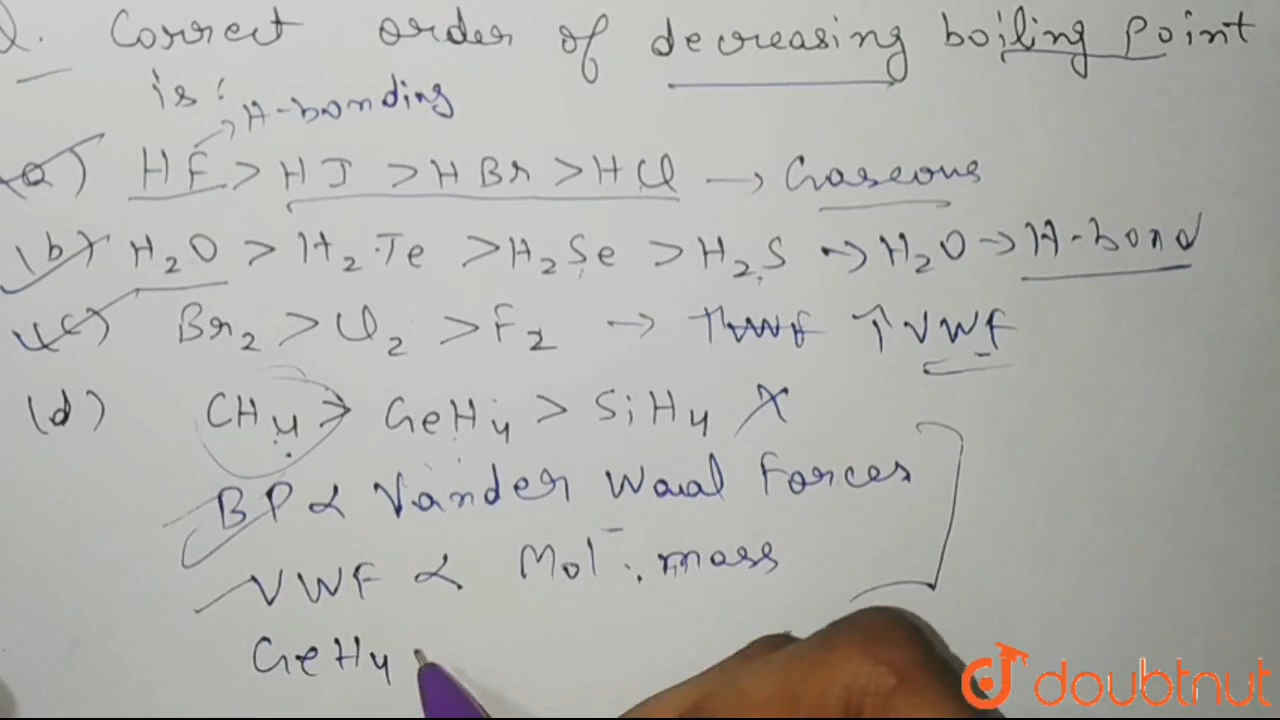 Q. Correct order of decreasing boiling point
is:
→ H-bonding
(a) HF > HI > HBr > HCl → Gaseous
(b) H₂O > H₂Te > H₂Se > H₂S → H₂O → H-bond
(c) Br₂ > Cl₂ > F₂ → ↑VWF ↑VWF
(d) CH₄ > GeH₄ > SiH₄ X
BP ∝ Vander Waal Forces
VWF ∝ Mol. mass
GeH₄
doubtnut